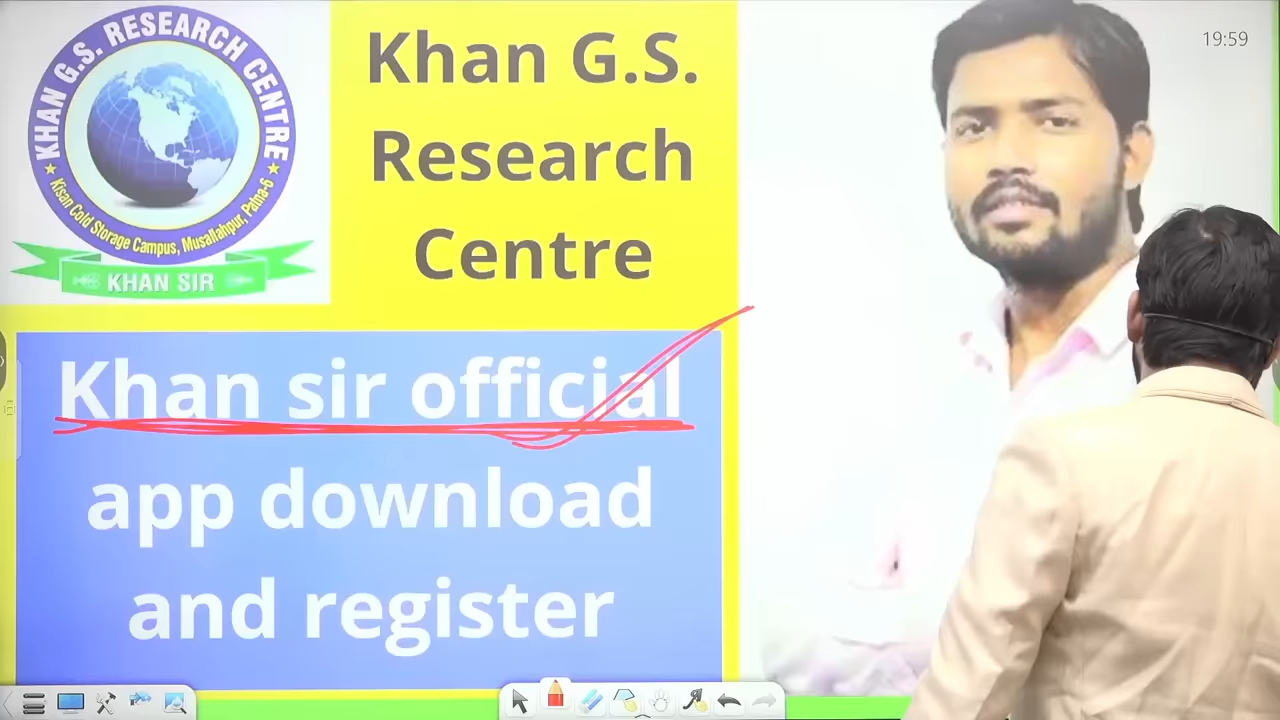 KHAN G.S. RESEARCH CENTRE
Kisan Cold Storage Campus, Musallahpur, Patna-6
KHAN SIR
Khan G.S.
Research
Centre
19:59
Khan sir official
app download
and register